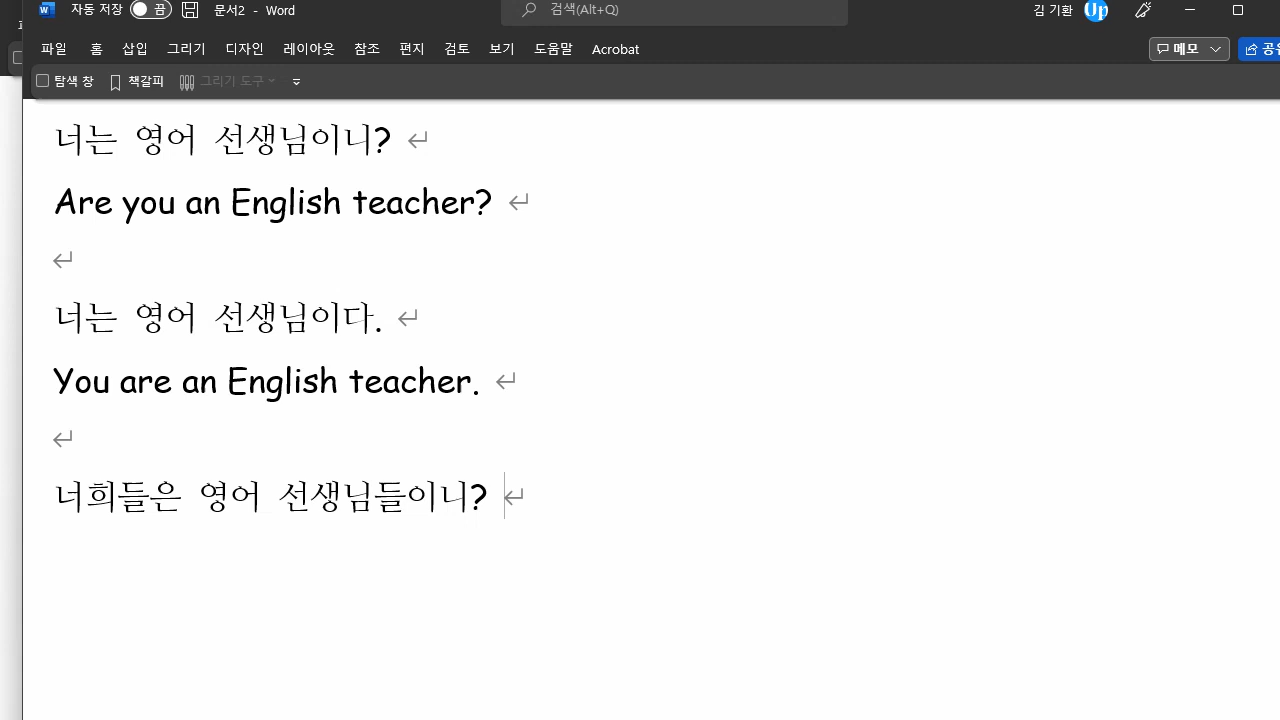 자동 저장 끔 문서2 - Word 검색(Alt+Q) 김 기환 Up
파일 홈 삽입 그리기 디자인 레이아웃 참조 편지 검토 보기 도움말 Acrobat 메모
탐색 창 책갈피 그리기 도구
너는 영어 선생님이니?
Are you an English teacher?
너는 영어 선생님이다.
You are an English teacher.
너희들은 영어 선생님들이니?